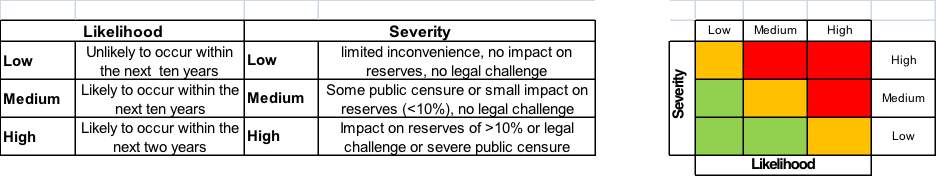 Likelihood Severity
Low Unlikely to occur within the next  ten years Low limited inconvenience, no impact on reserves, no legal challenge
Medium Likely to occur within the next ten years Medium Some public censure or small impact on reserves (<10%), no legal challenge
High Likely to occur within the next two years High Impact on reserves of >10% or legal challenge or severe public censure
Low Medium High
Severity
High
Medium
Low
Likelihood